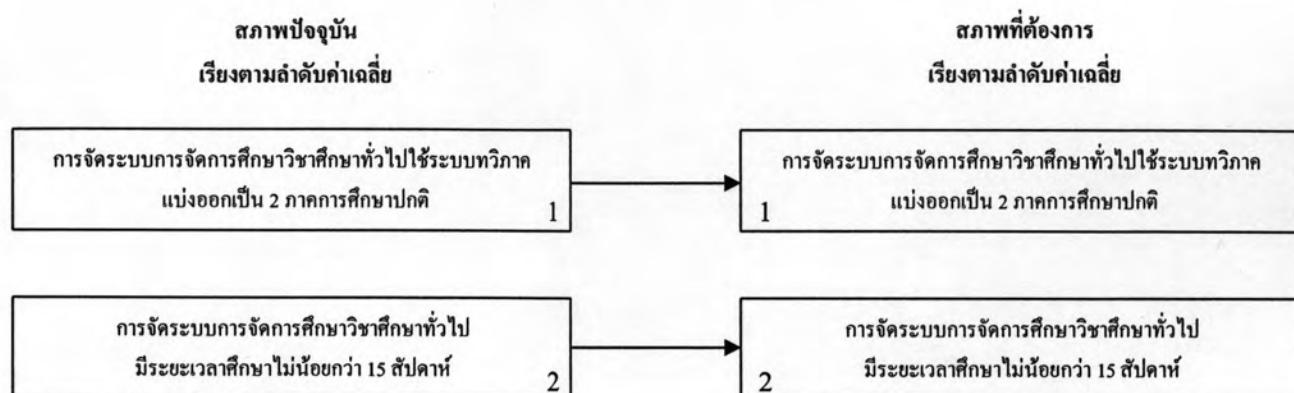 สภาพปัจจุบัน
เรียงตามลำดับค่าเฉลี่ย
สภาพที่ต้องการ
เรียงตามลำดับค่าเฉลี่ย
การจัดระบบการจัดการศึกษาวิชาศึกษาทั่วไปใช้ระบบทวิภาค
แบ่งออกเป็น 2 ภาคการศึกษาปกติ
1
การจัดระบบการจัดการศึกษาวิชาศึกษาทั่วไปใช้ระบบทวิภาค
แบ่งออกเป็น 2 ภาคการศึกษาปกติ
1
การจัดระบบการจัดการศึกษาวิชาศึกษาทั่วไป
มีระยะเวลาศึกษาไม่น้อยกว่า 15 สัปดาห์
2
การจัดระบบการจัดการศึกษาวิชาศึกษาทั่วไป
มีระยะเวลาศึกษาไม่น้อยกว่า 15 สัปดาห์
2